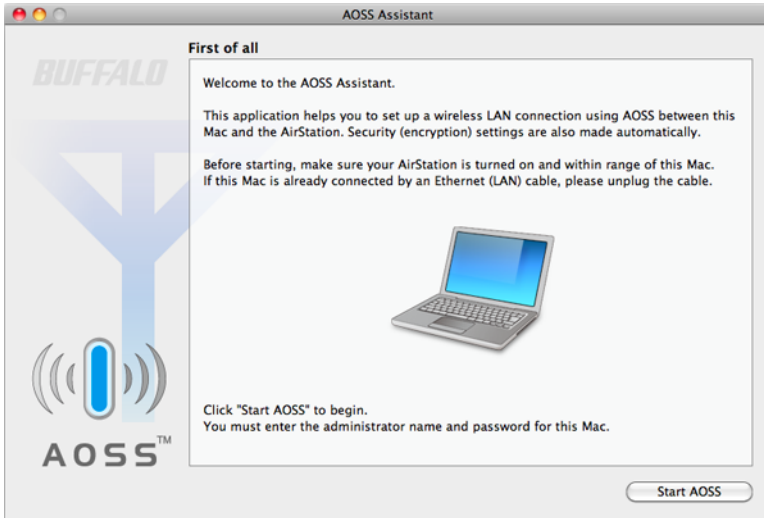 AOSS Assistant
First of all
BUFFALO
Welcome to the AOSS Assistant.
This application helps you to set up a wireless LAN connection using AOSS between this
Mac and the AirStation. Security (encryption) settings are also made automatically.
Before starting, make sure your AirStation is turned on and within range of this Mac.
If this Mac is already connected by an Ethernet (LAN) cable, please unplug the cable.
Click "Start AOSS" to begin.
You must enter the administrator name and password for this Mac.
AOSS™
Start AOSS